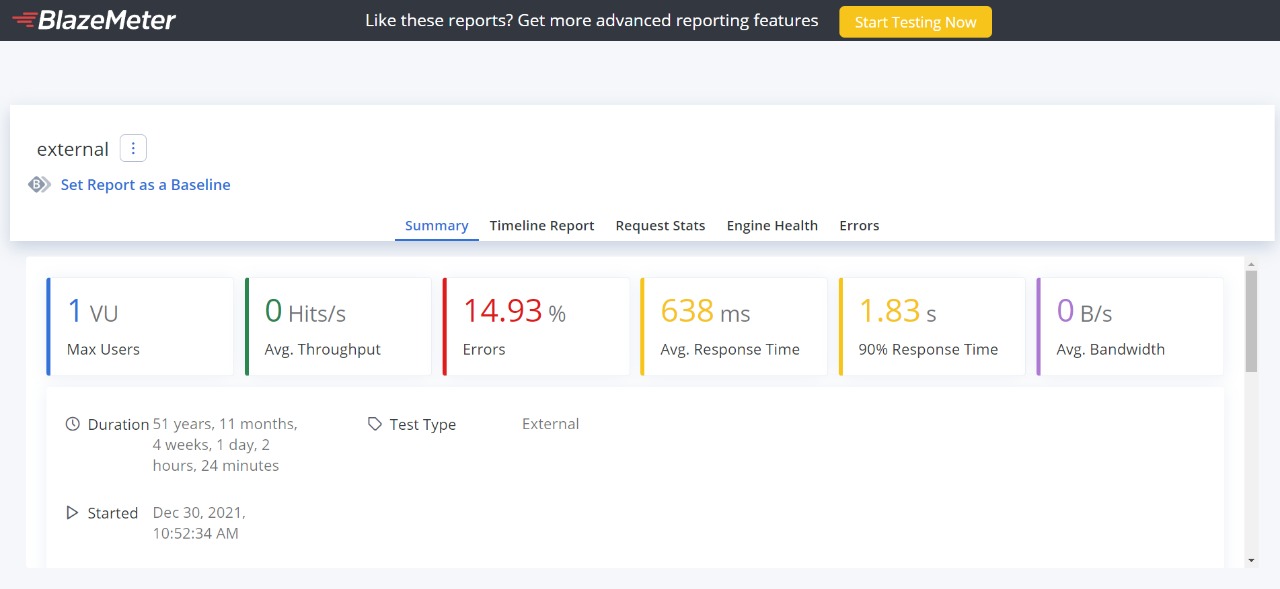 BlazeMeter
Like these reports? Get more advanced reporting features
Start Testing Now
external
Set Report as a Baseline
Summary
Timeline Report
Request Stats
Engine Health
Errors
1 VU
Max Users
0 Hits/s
Avg. Throughput
14.93 %
Errors
638 ms
Avg. Response Time
1.83 s
90% Response Time
0 B/s
Avg. Bandwidth
Duration 51 years, 11 months,
4 weeks, 1 day, 2
hours, 24 minutes
Test Type External
Started Dec 30, 2021,
10:52:34 AM